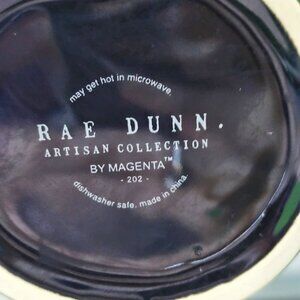 may get hot in microwave.
RAE DUNN.
ARTISAN COLLECTION
BY MAGENTA™
- 202 -
dishwasher safe. made in china.